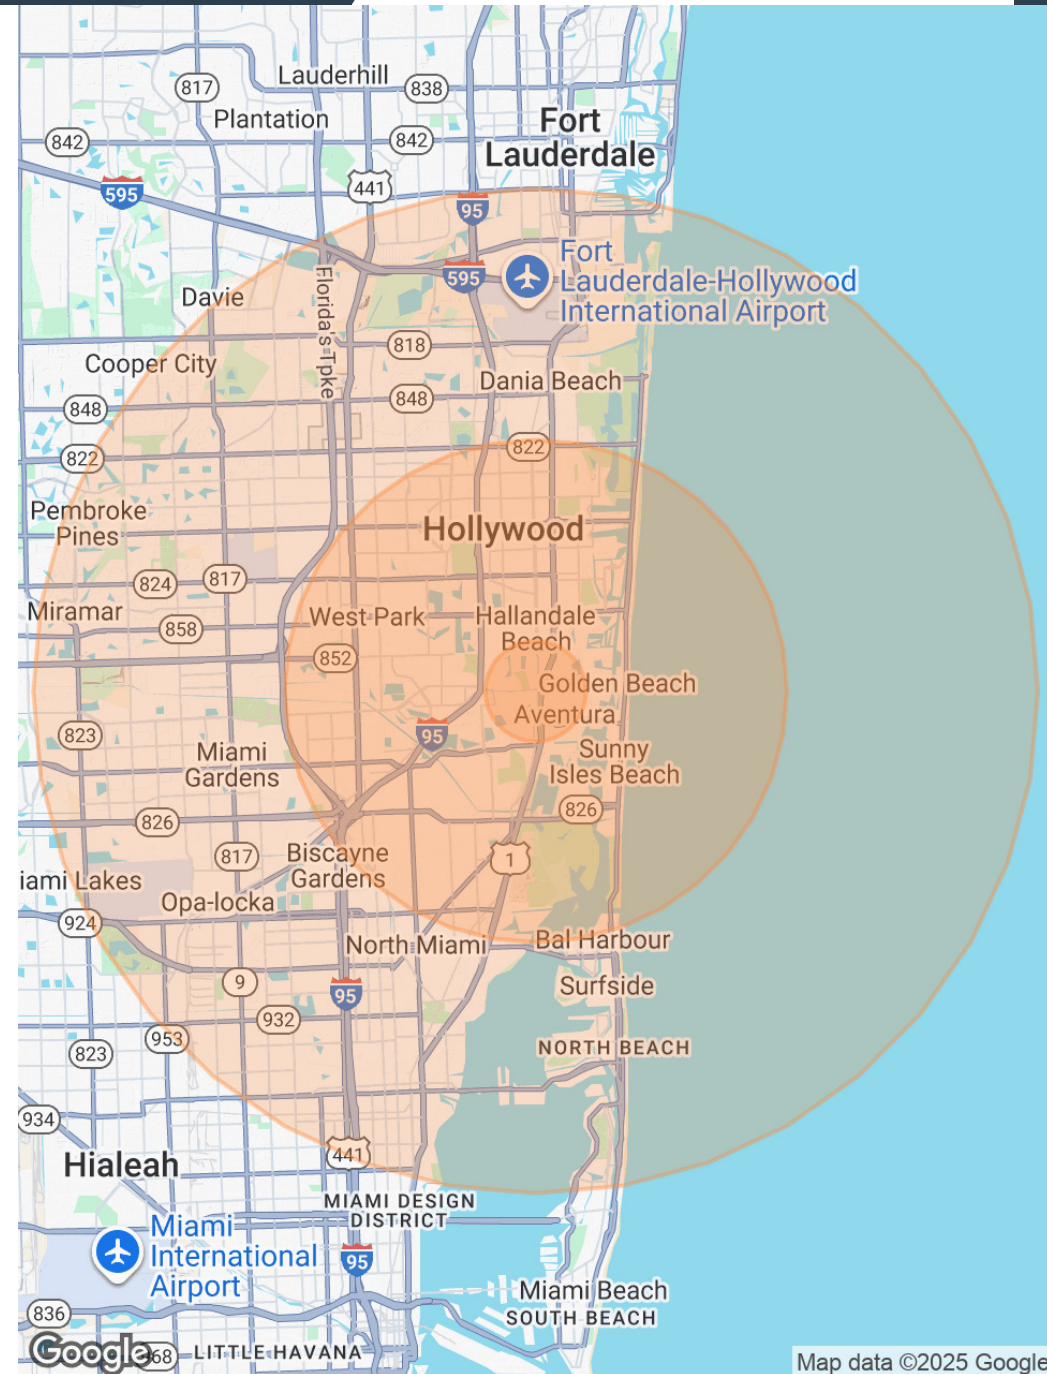 Lauderhill
817
838
Plantation
Fort
Lauderdale
842
842
441
595
95
Fort
Lauderdale-Hollywood
International Airport
595
Davie
Florida's Tpke
818
Cooper City
Dania Beach
848
848
822
822
Pembroke
Pines
Hollywood
824
817
Miramar
West Park
Hallandale
Beach
858
852
Golden Beach
Aventura
823
95
Miami
Gardens
Sunny
Isles Beach
826
826
817
Biscayne
Gardens
1
iami Lakes
Opa-locka
924
North Miami
Bal Harbour
9
95
Surfside
932
953
823
NORTH BEACH
934
441
Hialeah
MIAMI DESIGN
DISTRICT
Miami
International
Airport
95
Miami Beach
836
SOUTH BEACH
Google
68
LITTLE HAVANA
Map data ©2025 Google